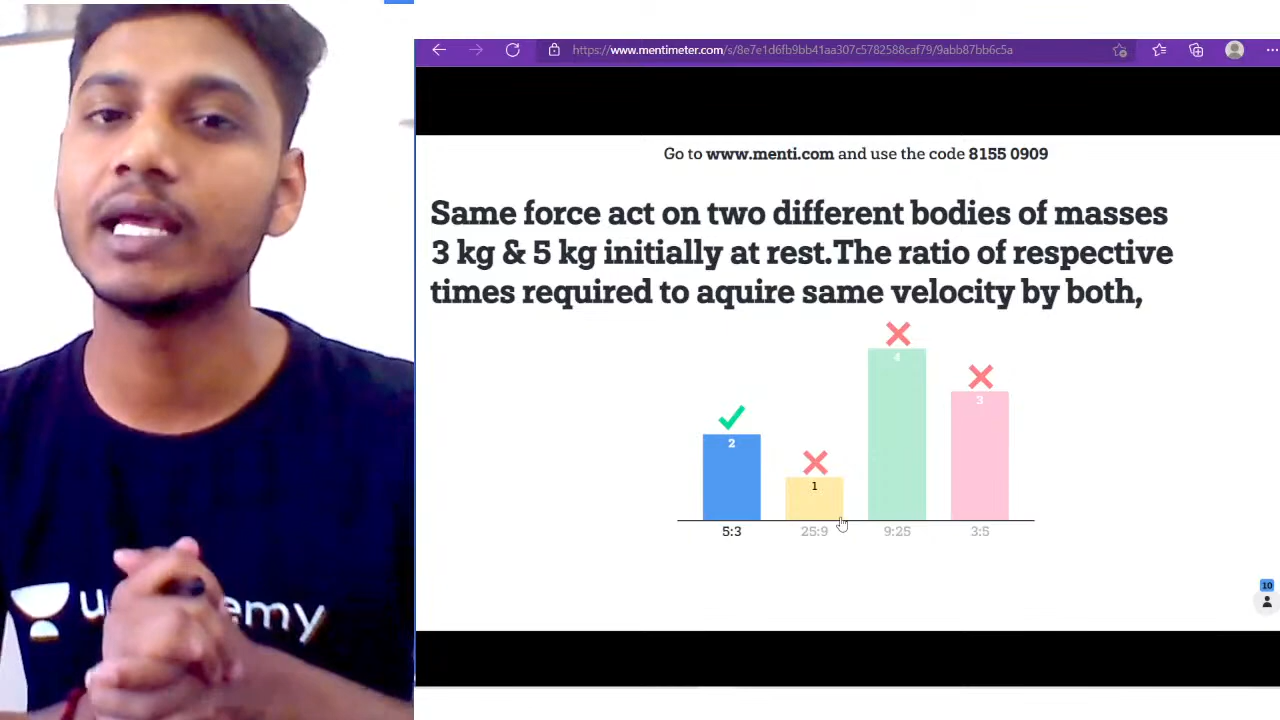 https://www.mentimeter.com/s/8e7e1d6fb9bb41aa307c5782588caf79/9abb87bb6c5a
Go to www.menti.com and use the code 8155 0909
Same force act on two different bodies of masses
3 kg & 5 kg initially at rest.The ratio of respective
times required to aquire same velocity by both,
4
3
2
1
5:3
25:9
9:25
3:5
10